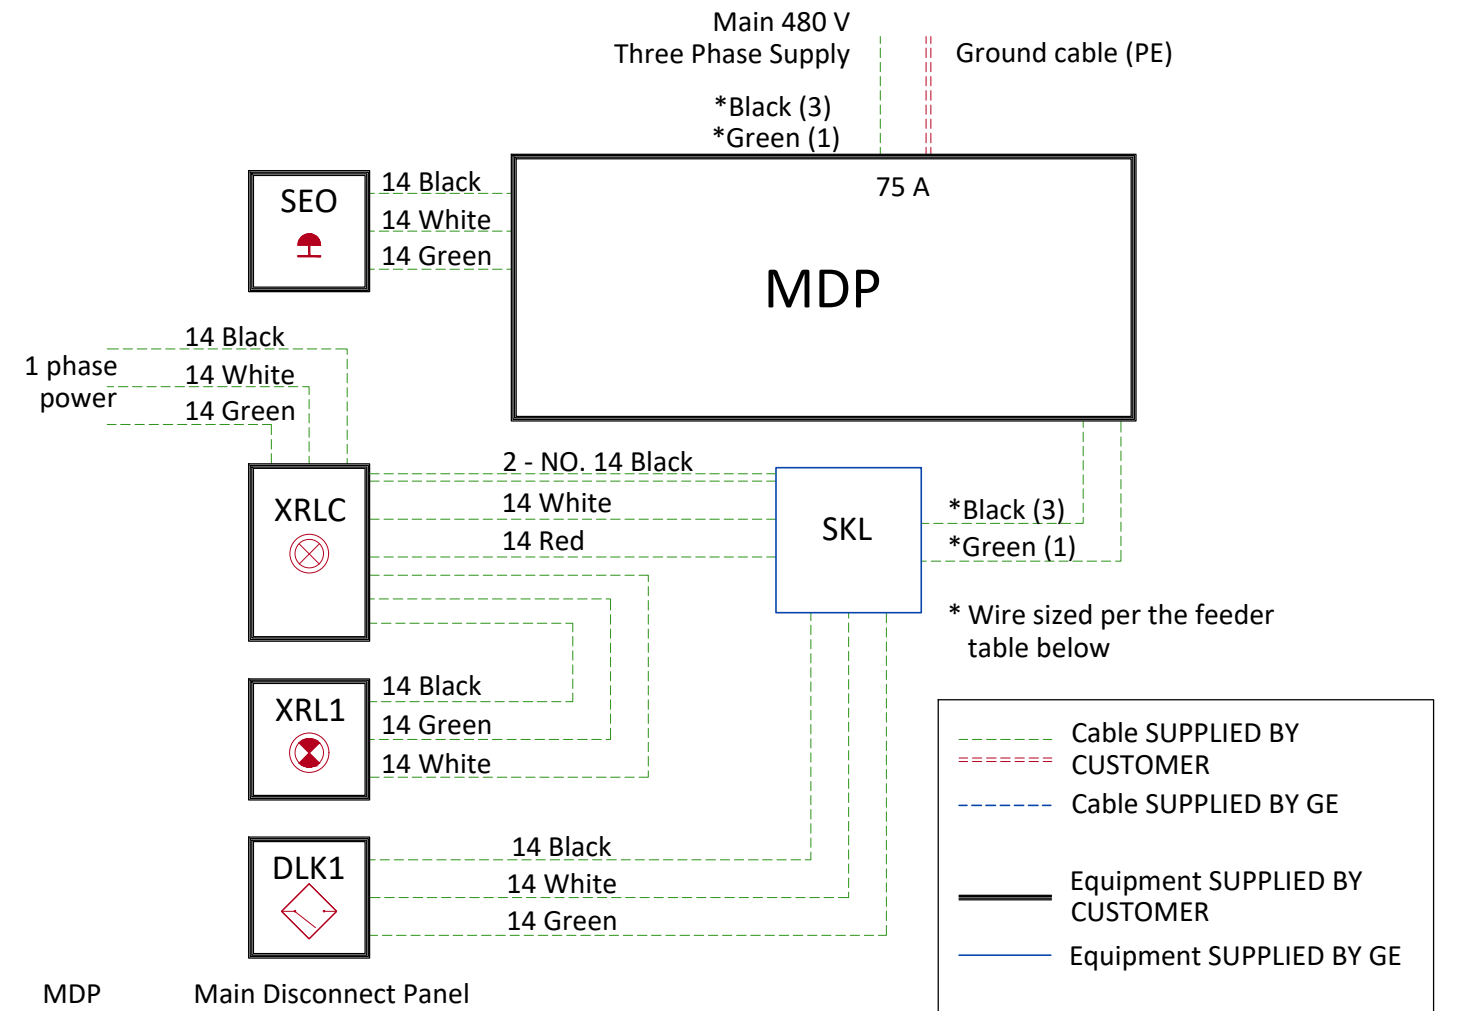 Main 480 V
Three Phase Supply
Ground cable (PE)
*Black (3)
*Green (1)
75 A
MDP
SEO
14 Black
14 White
14 Green
1 phase
power
14 Black
14 White
14 Green
XRLC
2 - NO. 14 Black
14 White
14 Red
SKL
*Black (3)
*Green (1)
* Wire sized per the feeder
table below
XRL1
14 Black
14 Green
14 White
DLK1
14 Black
14 White
14 Green
Cable SUPPLIED BY
CUSTOMER
Cable SUPPLIED BY GE
Equipment SUPPLIED BY
CUSTOMER
Equipment SUPPLIED BY GE
MDP Main Disconnect Panel